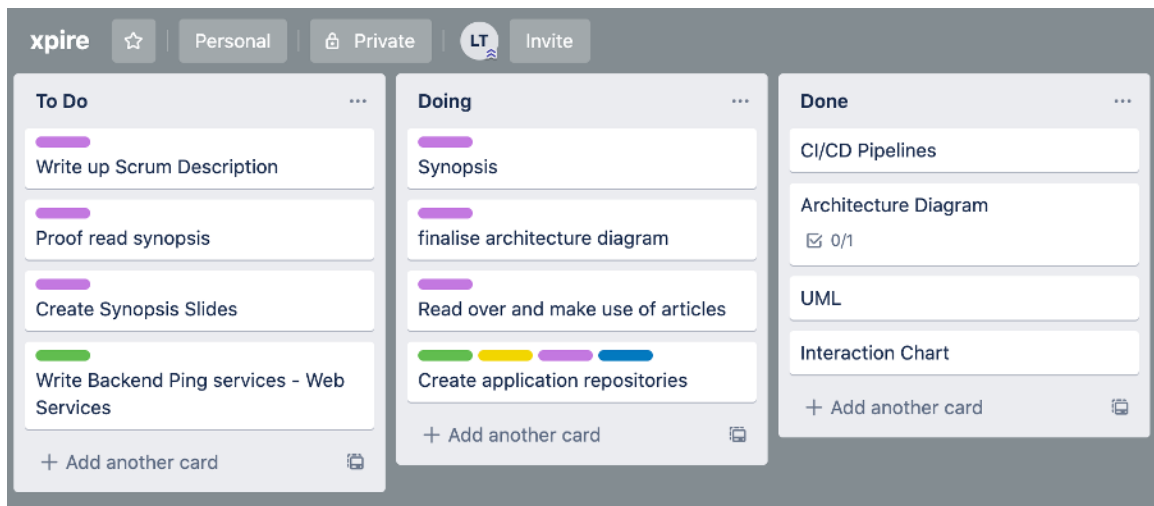 xpire Personal Private LT Invite
To Do
Write up Scrum Description
Proof read synopsis
Create Synopsis Slides
Write Backend Ping services - Web
Services
+ Add another card
Doing
Synopsis
finalise architecture diagram
Read over and make use of articles
Create application repositories
+ Add another card
Done
CI/CD Pipelines
Architecture Diagram
0/1
UML
Interaction Chart
+ Add another card